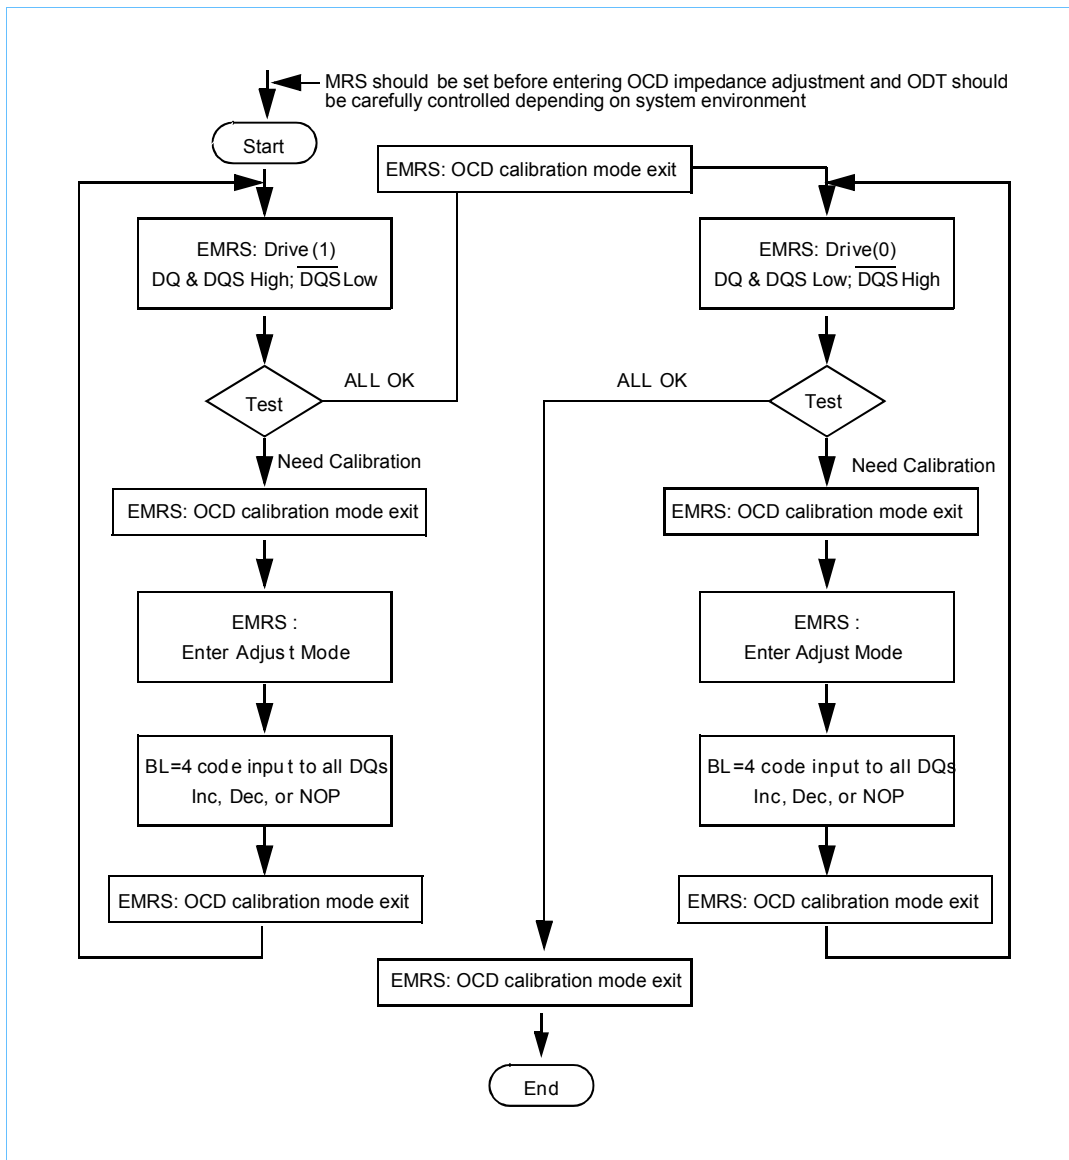 MRS should be set before entering OCD impedance adjustment and ODT should
be carefully controlled depending on system environment
Start
EMRS: OCD calibration mode exit
EMRS: Drive (1)
DQ & DQS High; D̅Q̅S̅ Low
Test
ALL OK
Need Calibration
EMRS: OCD calibration mode exit
EMRS :
Enter Adjust Mode
BL=4 code input to all DQs
Inc, Dec, or NOP
EMRS: OCD calibration mode exit
EMRS: Drive(0)
DQ & DQS Low; D̅Q̅S̅ High
Test
ALL OK
Need Calibration
EMRS: OCD calibration mode exit
EMRS :
Enter Adjust Mode
BL=4 code input to all DQs
Inc, Dec, or NOP
EMRS: OCD calibration mode exit
EMRS: OCD calibration mode exit
End